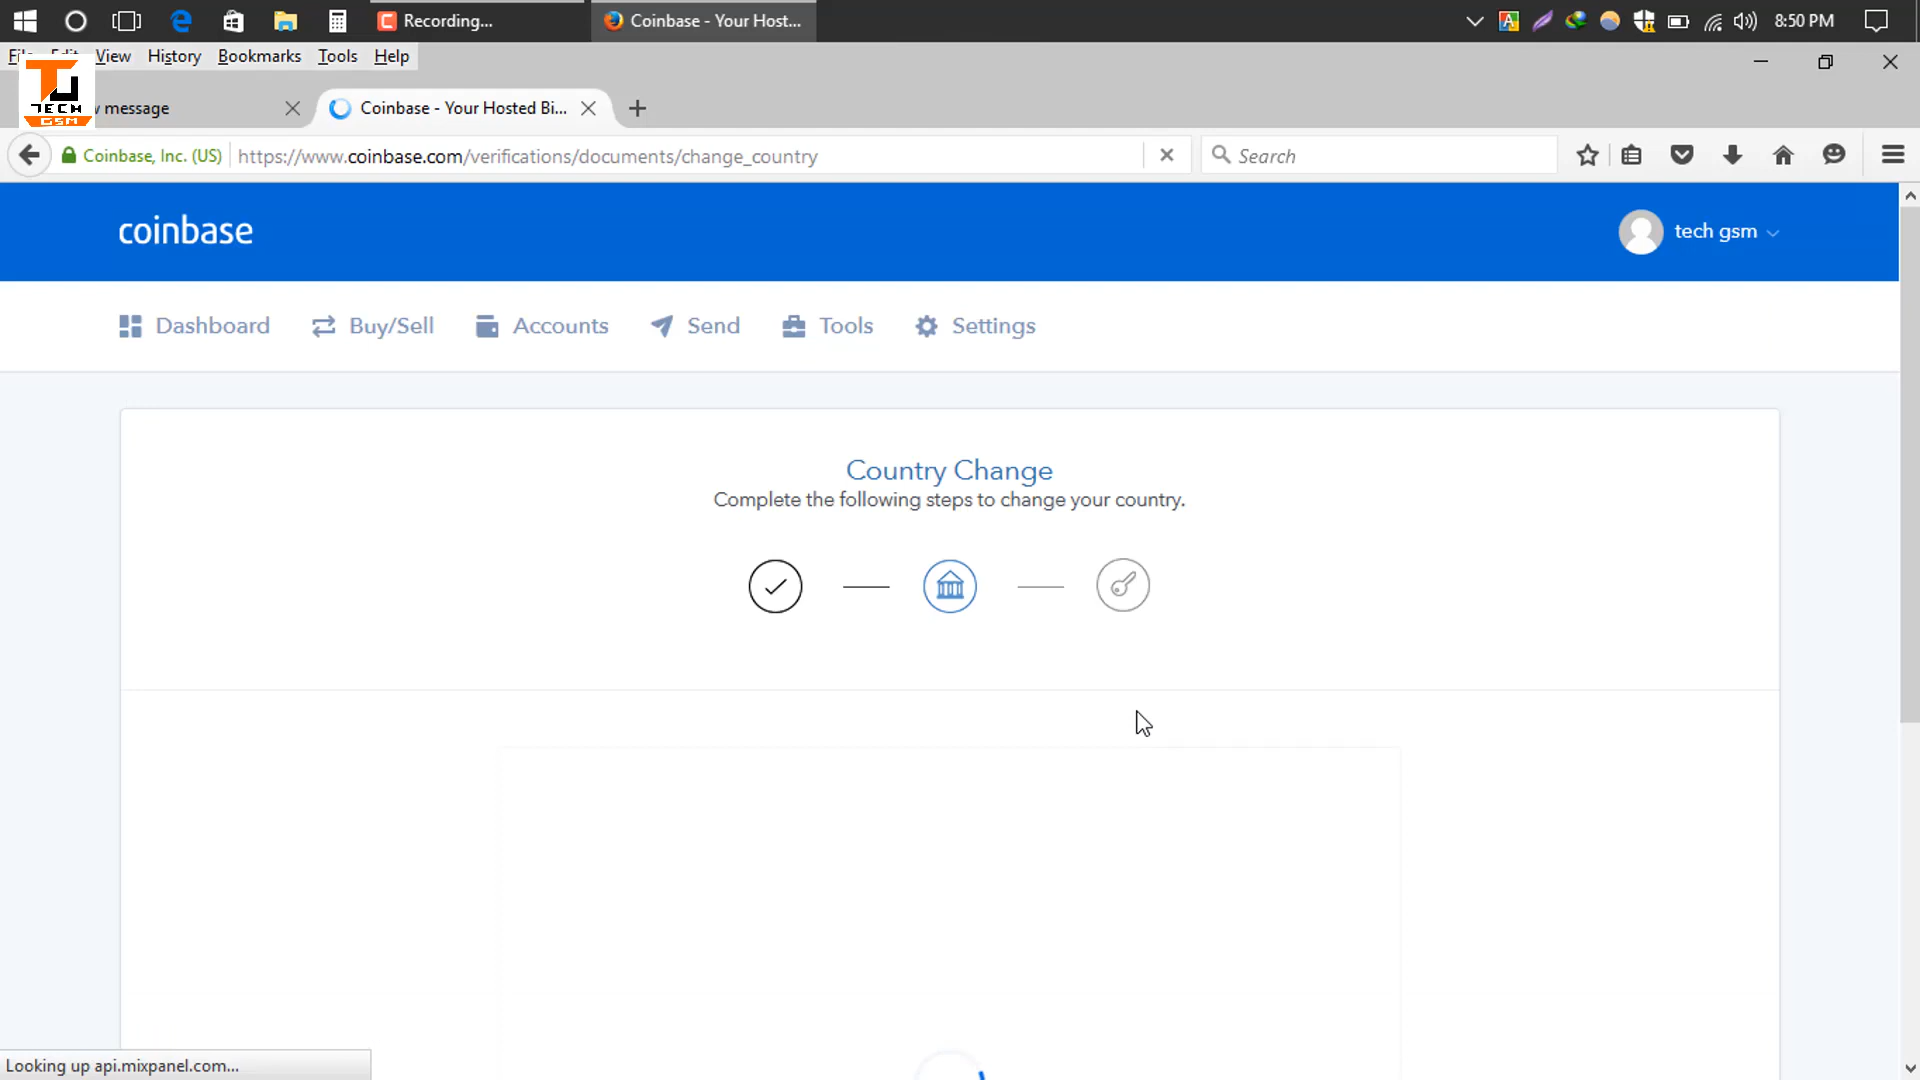 Recording...
Coinbase - Your Host...
8:50 PM
View History Bookmarks Tools Help
TECH
GSM
message
Coinbase - Your Hosted Bi...
Coinbase, Inc. (US)
https://www.coinbase.com/verifications/documents/change_country
Search
coinbase
tech gsm
Dashboard
Buy/Sell
Accounts
Send
Tools
Settings
Country Change
Complete the following steps to change your country.
Looking up api.mixpanel.com...